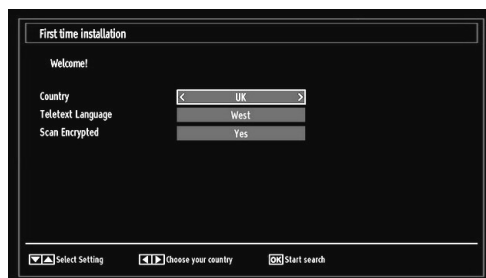 First time installation
Welcome!
Country < UK >
Teletext Language West
Scan Encrypted Yes
Select Setting Choose your country OK Start search